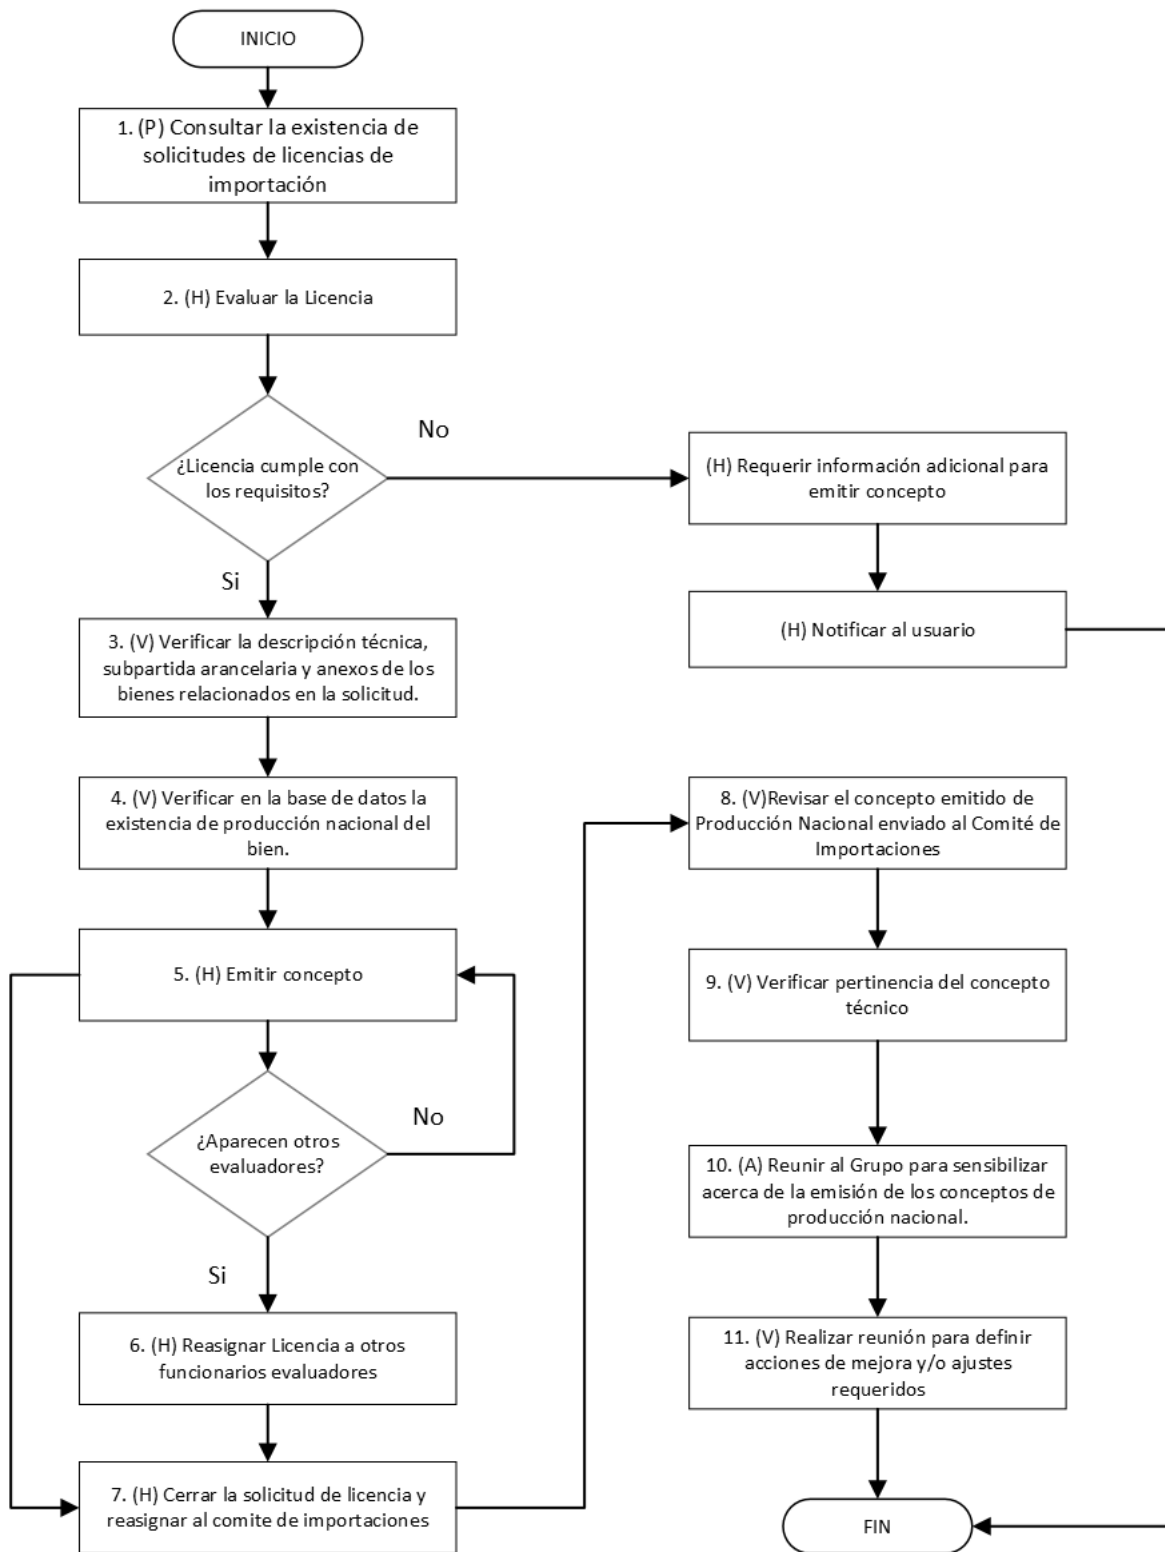 INICIO
1. (P) Consultar la existencia de
solicitudes de licencias de
importación
2. (H) Evaluar la Licencia
¿Licencia cumple con
los requisitos?
No
(H) Requerir información adicional para
emitir concepto
(H) Notificar al usuario
Si
3. (V) Verificar la descripción técnica,
subpartida arancelaria y anexos de los
bienes relacionados en la solicitud.
4. (V) Verificar en la base de datos la
existencia de producción nacional del
bien.
5. (H) Emitir concepto
¿Aparecen otros
evaluadores?
No
Si
6. (H) Reasignar Licencia a otros
funcionarios evaluadores
7. (H) Cerrar la solicitud de licencia y
reasignar al comite de importaciones
8. (V)Revisar el concepto emitido de
Producción Nacional enviado al Comité de
Importaciones
9. (V) Verificar pertinencia del concepto
técnico
10. (A) Reunir al Grupo para sensibilizar
acerca de la emisión de los conceptos de
producción nacional.
11. (V) Realizar reunión para definir
acciones de mejora y/o ajustes
requeridos
FIN